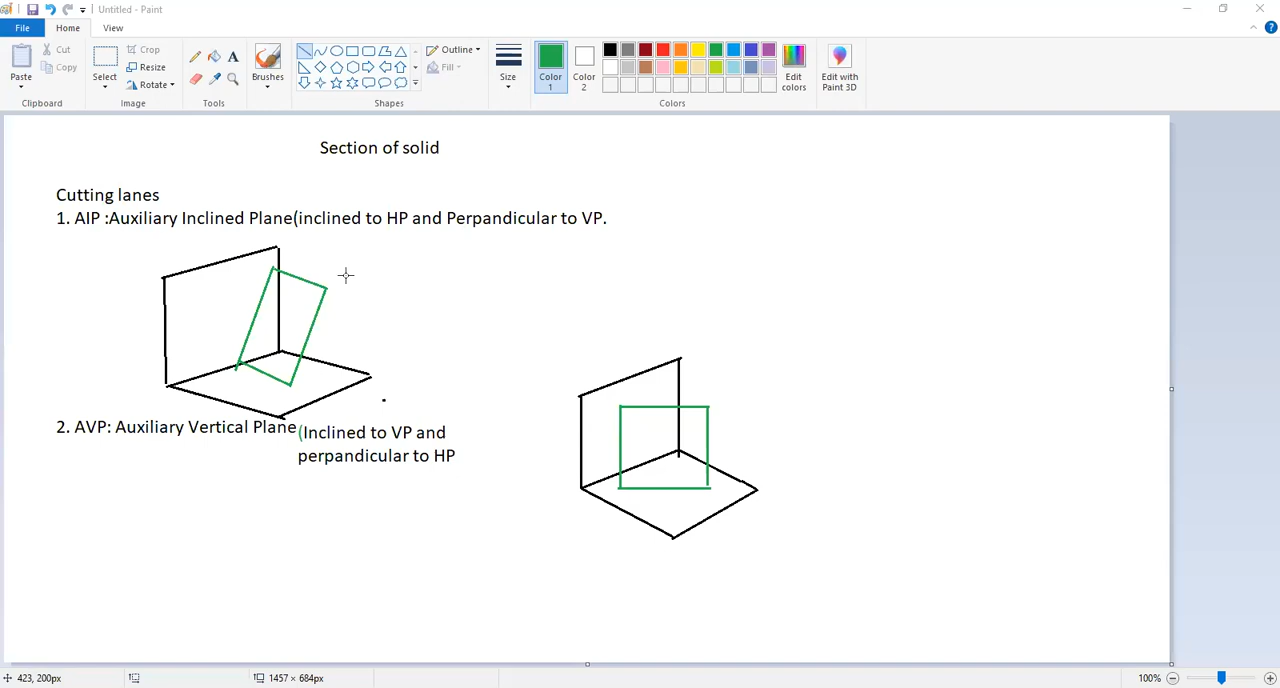 Untitled - Paint
File Home View
Cut
Copy
Paste
Clipboard
Select
Crop
Resize
Rotate
Image
A
Tools
Brushes
Outline
Fill
Shapes
Size
Color 1
Color 2
Colors
Edit colors
Edit with Paint 3D
Section of solid
Cutting lanes
1. AIP :Auxiliary Inclined Plane(inclined to HP and Perpandicular to VP.
2. AVP: Auxiliary Vertical Plane (Inclined to VP and
perpandicular to HP
423, 200px
1457 × 684px
100%